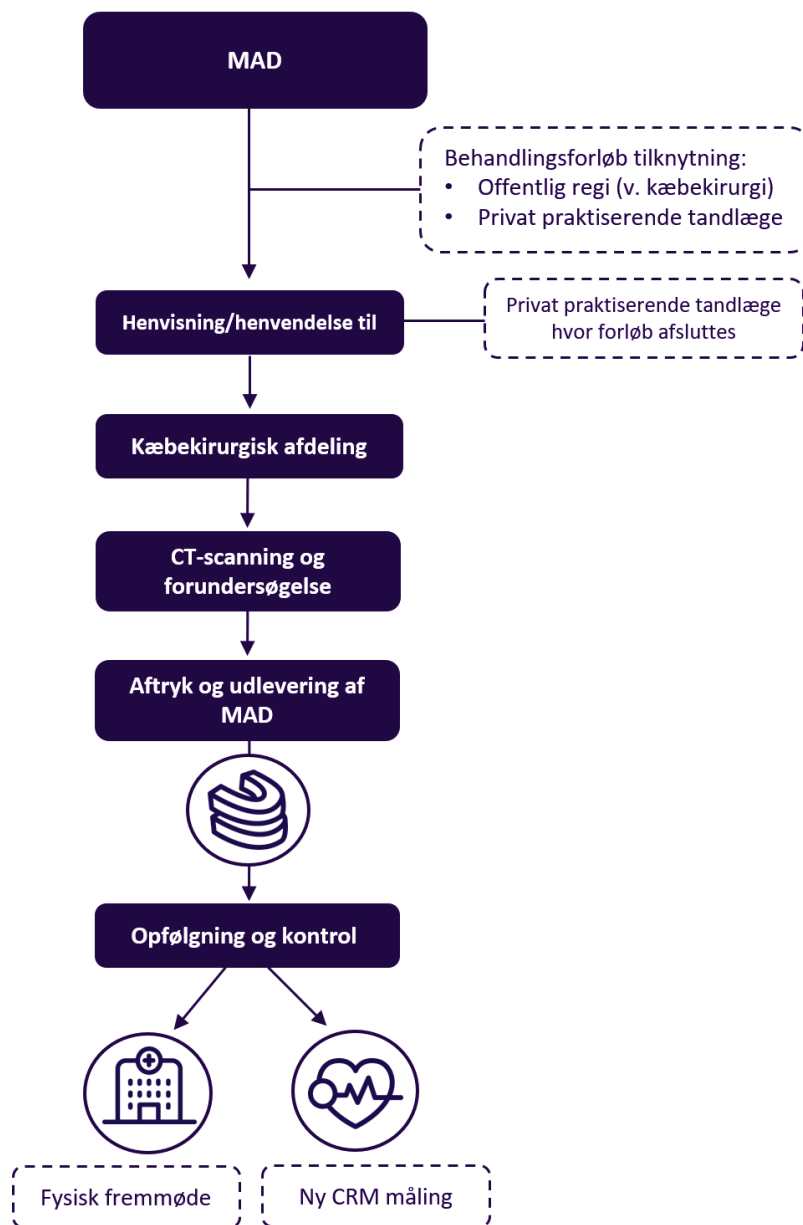 MAD
Behandlingsforløb tilknytning:
• Offentlig regi (v. kæbekirurgi)
• Privat praktiserende tandlæge
Henvisning/henvendelse til
Privat praktiserende tandlæge
hvor forløb afsluttes
Kæbekirurgisk afdeling
CT-scanning og
forundersøgelse
Aftryk og udlevering af
MAD
Opfølgning og kontrol
Fysisk fremmøde
Ny CRM måling